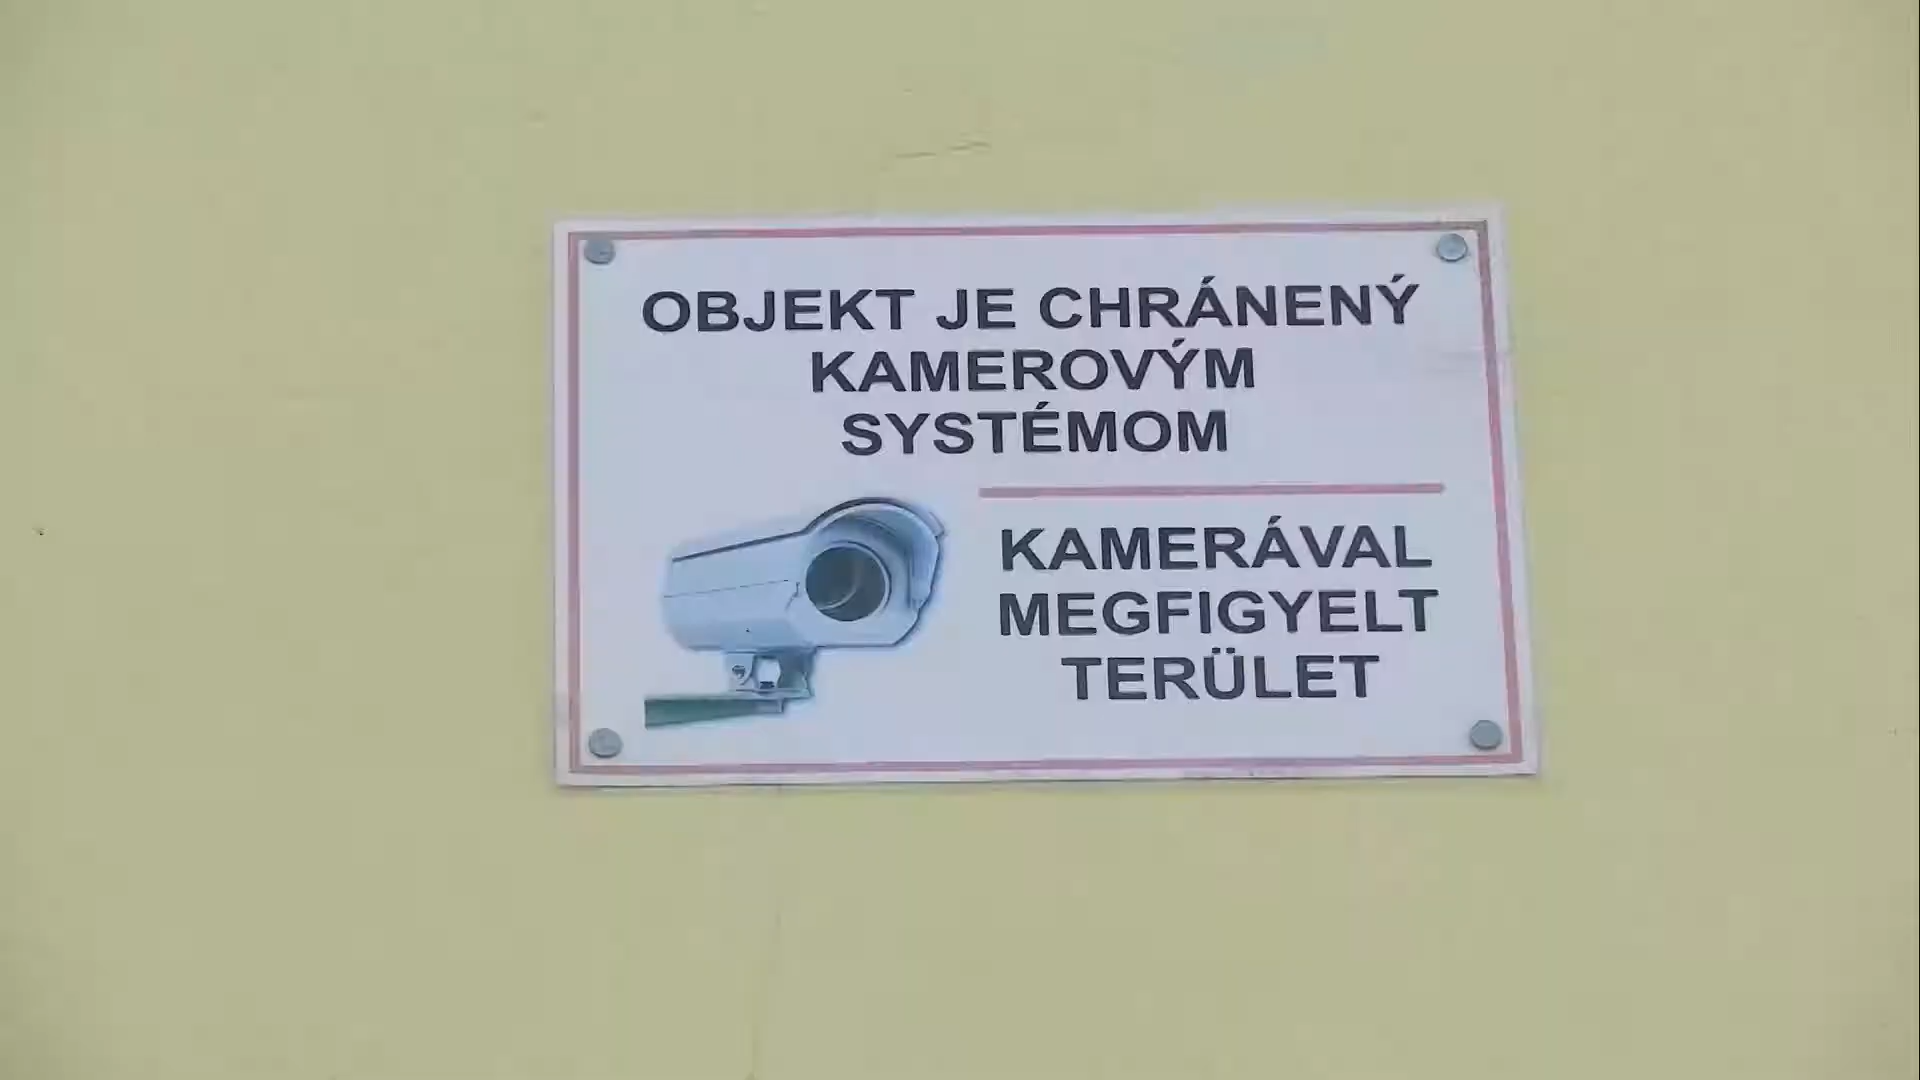 OBJEKT JE CHRÁNENÝ
KAMEROVÝM
SYSTÉMOM
KAMERÁVAL
MEGFIGYELT
TERÜLET